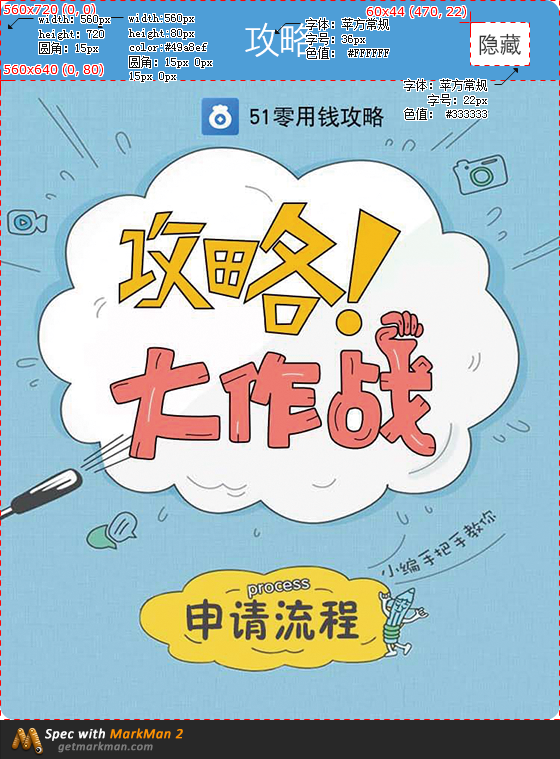 560x720 (0, 0)
width: 560px
height: 720
圆角: 15px
width:560px
height:80px
color:#49a8ef
圆角: 15px 0px
15px 0px
攻略
字体: 苹方常规
字号: 36px
色值: #FFFFFF
60x44 (470, 22)
隐藏
560x640 (0, 80)
字体: 苹方常规
字号: 22px
色值: #333333
51零用钱攻略
攻略!
大作战
小编手把手教你
process
申请流程
Spec with MarkMan 2
getmarkman.com